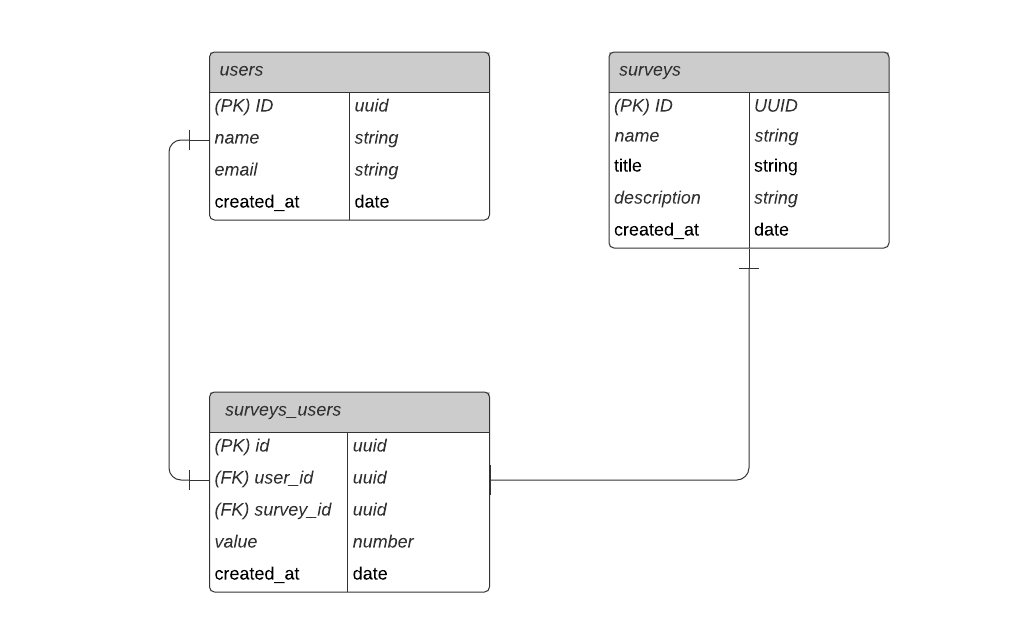 users
(PK) ID uuid
name string
email string
created_at date
surveys
(PK) ID UUID
name string
title string
description string
created_at date
surveys_users
(PK) id uuid
(FK) user_id uuid
(FK) survey_id uuid
value number
created_at date